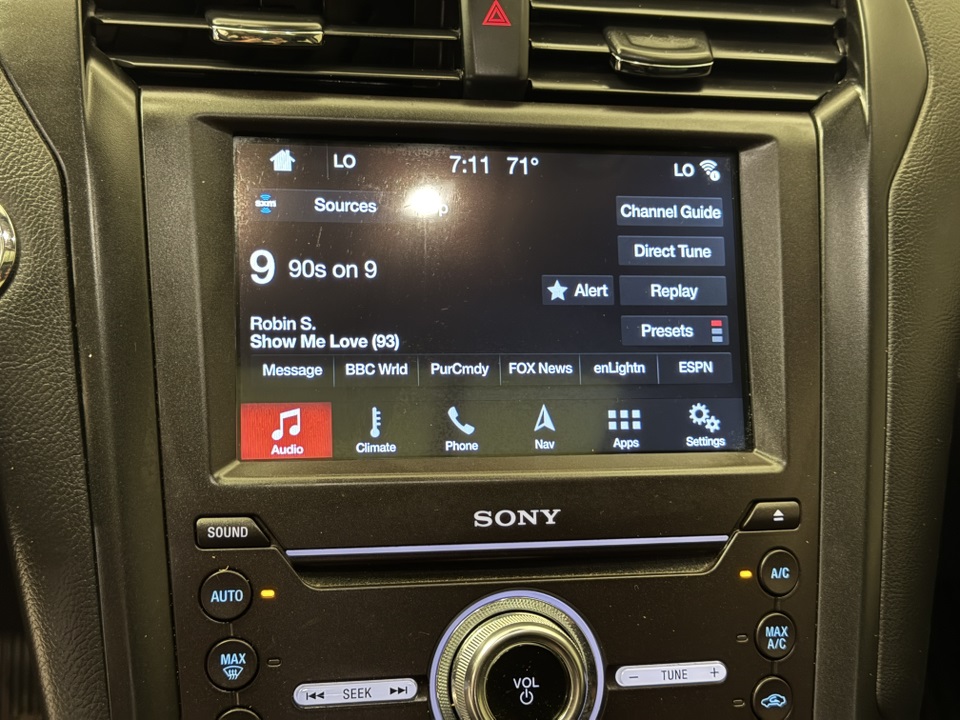 LO 7:11 71° LO
SXM Sources
Channel Guide
Direct Tune
9 90s on 9
Alert Replay
Presets
Robin S.
Show Me Love (93)
Message BBC Wrld PurCmdy FOX News enLightn ESPN
Audio Climate Phone Nav Apps Settings
SONY
SOUND
AUTO A/C
MAX MAX A/C
SEEK VOL TUNE